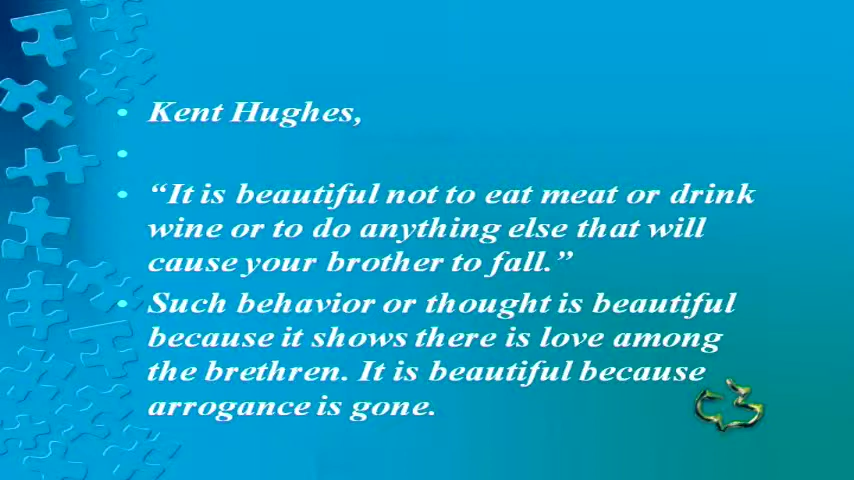 Kent Hughes,
"It is beautiful not to eat meat or drink
wine or to do anything else that will
cause your brother to fall."
Such behavior or thought is beautiful
because it shows there is love among
the brethren. It is beautiful because
arrogance is gone.